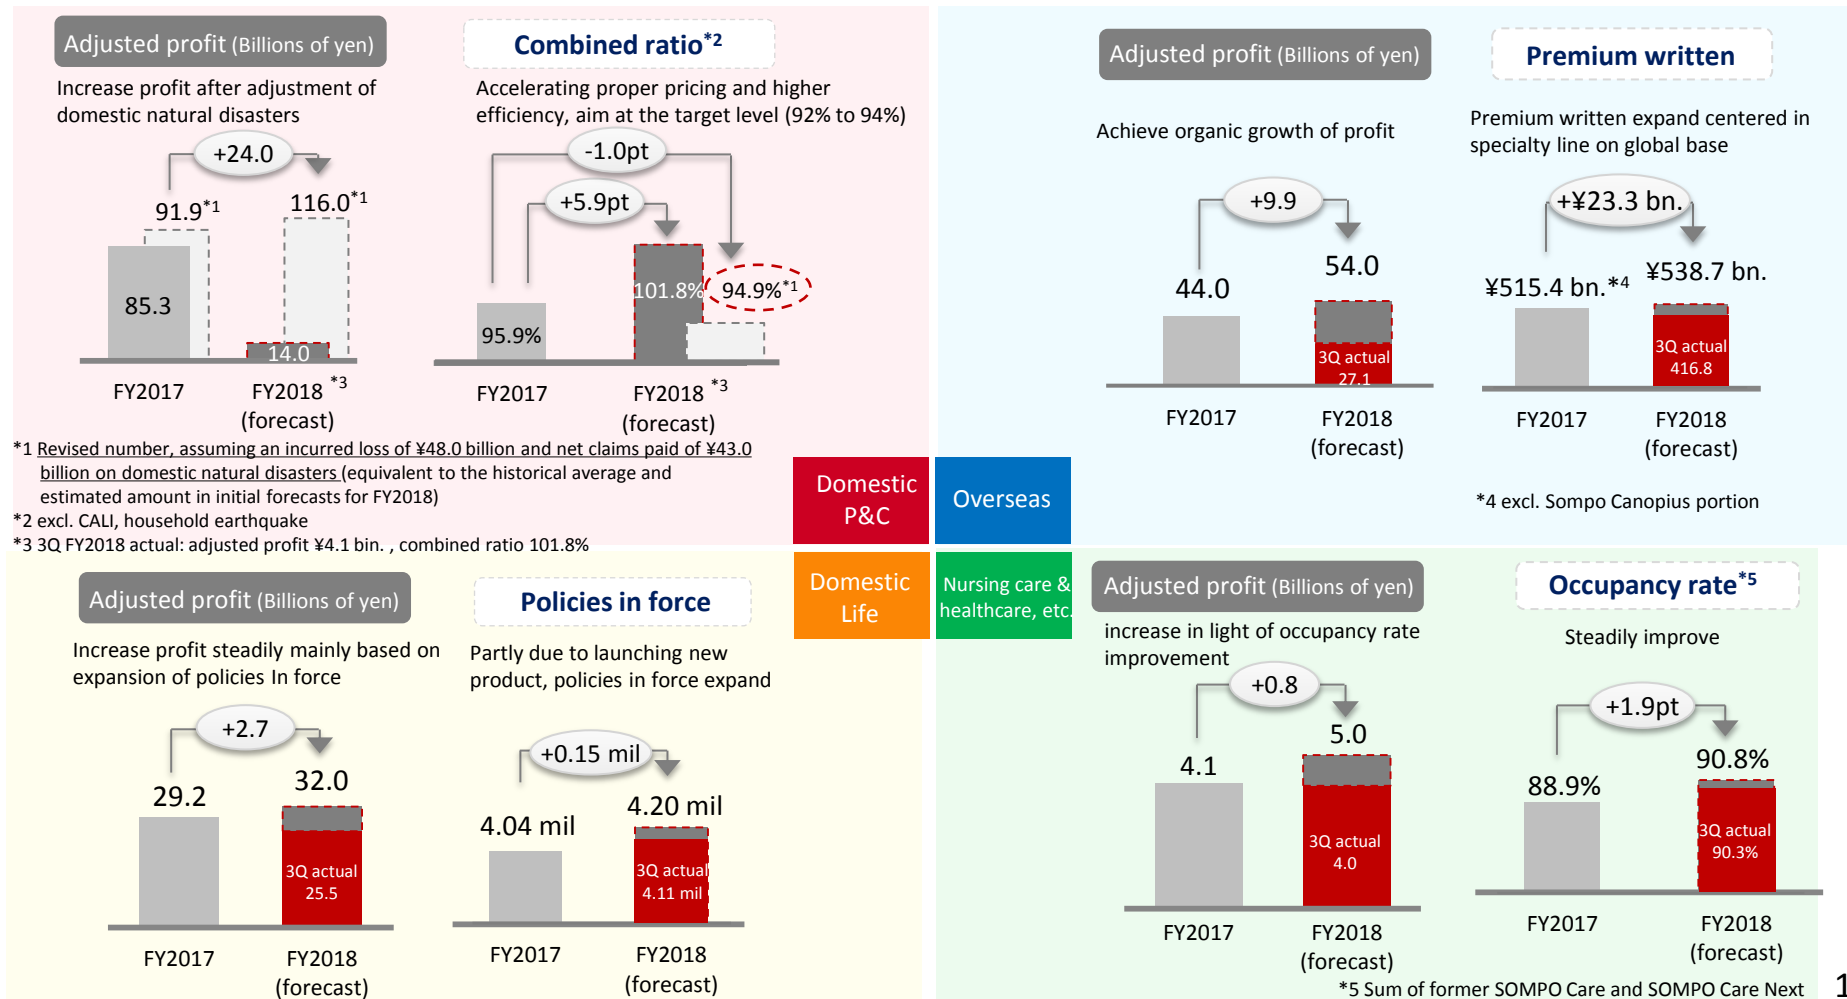 Adjusted profit (Billions of yen)
Combined ratio*2
Increase profit after adjustment of
domestic natural disasters
Accelerating proper pricing and higher
efficiency, aim at the target level (92% to 94%)
+24.0
-1.0pt
+5.9pt
91.9*1
116.0*1
85.3
14.0
101.8%
94.9%*1
95.9%
FY2017
FY2018 *3
(forecast)
FY2017
FY2018 *3
(forecast)
*1 Revised number, assuming an incurred loss of ¥48.0 billion and net claims paid of ¥43.0
billion on domestic natural disasters (equivalent to the historical average and
estimated amount in initial forecasts for FY2018)
*2 excl. CALI, household earthquake
*3 3Q FY2018 actual: adjusted profit ¥4.1 bin. , combined ratio 101.8%
Domestic
P&C
Adjusted profit (Billions of yen)
Premium written
Achieve organic growth of profit
Premium written expand centered in
specialty line on global base
+9.9
+¥23.3 bn.
44.0
54.0
¥515.4 bn.*4
¥538.7 bn.
3Q actual
27.1
3Q actual
416.8
FY2017
FY2018
(forecast)
FY2017
FY2018
(forecast)
*4 excl. Sompo Canopius portion
Overseas
Domestic
Life
Adjusted profit (Billions of yen)
Policies in force
Increase profit steadily mainly based on
expansion of policies In force
Partly due to launching new
product, policies in force expand
+2.7
+0.15 mil
29.2
32.0
4.04 mil
4.20 mil
3Q actual
25.5
3Q actual
4.11 mil
FY2017
FY2018
(forecast)
FY2017
FY2018
(forecast)
Nursing care &
healthcare, etc.
Adjusted profit (Billions of yen)
Occupancy rate*5
increase in light of occupancy rate
improvement
Steadily improve
+0.8
+1.9pt
4.1
5.0
88.9%
90.8%
3Q actual
4.0
3Q actual
90.3%
FY2017
FY2018
(forecast)
FY2017
FY2018
(forecast)
*5 Sum of former SOMPO Care and SOMPO Care Next
1